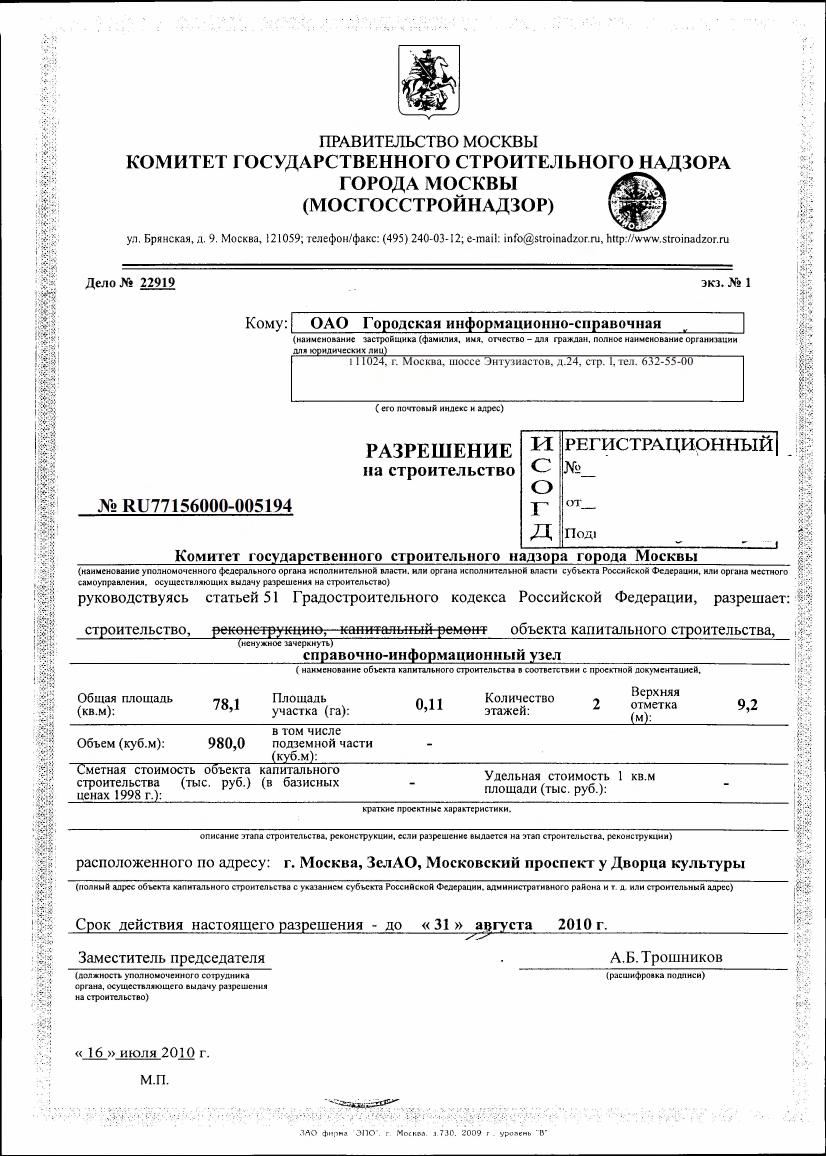 ПРАВИТЕЛЬСТВО МОСКВЫ
КОМИТЕТ ГОСУДАРСТВЕННОГО СТРОИТЕЛЬНОГО НАДЗОРА
ГОРОДА МОСКВЫ
(МОСГОССТРОЙНАДЗОР)
ул. Брянская, д. 9. Москва, 121059; телефон/факс: (495) 240-03-12; e-mail: info@stroinadzor.ru, http://www.stroinadzor.ru
Дело № 22919 экз. № 1
Кому: ОАО Городская информационно-справочная
(наименование застройщика (фамилия, имя, отчество – для граждан, полное наименование организации
для юридических лиц)
111024, г. Москва, шоссе Энтузиастов, д.24, стр. 1, тел. 632-55-00
( его почтовый индекс и адрес)
РАЗРЕШЕНИЕ
на строительство
ИСОГД
РЕГИСТРАЦИОННЫЙ
№
от
№ RU77156000-005194
Комитет государственного строительного надзора города Москвы
(наименование уполномоченного федерального органа исполнительной власти, или органа исполнительной власти субъекта Российской Федерации, или органа местного
самоуправления, осуществляющих выдачу разрешения на строительство)
руководствуясь статьей 51 Градостроительного кодекса Российской Федерации, разрешает:
строительство, реконструкцию, капитальный ремонт объекта капитального строительства,
(ненужное зачеркнуть)
справочно-информационный узел
( наименование объекта капитального строительства в соответствии с проектной документацией,
Общая площадь (кв.м): 78,1 Площадь участка (га): 0,11 Количество этажей: 2 Верхняя отметка (м): 9,2
Объем (куб.м): 980,0 в том числе подземной части (куб.м): -
Сметная стоимость объекта капитального
строительства (тыс. руб.) (в базисных
ценах 1998 г.): -
Удельная стоимость 1 кв.м
площади (тыс. руб.): -
краткие проектные характеристики,
описание этапа строительства, реконструкции, если разрешение выдается на этап строительства, реконструкции)
расположенного по адресу: г. Москва, ЗелАО, Московский проспект у Дворца культуры
(полный адрес объекта капитального строительства с указанием субъекта Российской Федерации, административного района и т. д. или строительный адрес)
Срок действия настоящего разрешения - до « 31 » августа 2010 г.
Заместитель председателя А.Б.Трошников
(должность уполномоченного сотрудника (расшифровка подписи)
органа, осуществляющего выдачу разрешения
на строительство)
« 16 » июля 2010 г.
М.П.
ЗАО фирма "ЭПО", г. Москва, з.730, 2009 г., уровень "В"